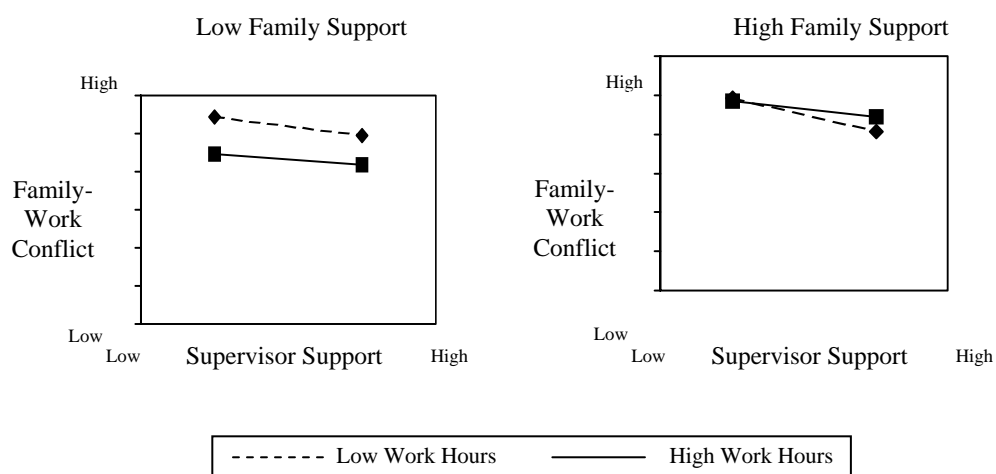 Low Family Support
High
Family-
Work
Conflict
Low
Low
Supervisor Support
High
High Family Support
High
Family-
Work
Conflict
Low
Low
Supervisor Support
High
Low Work Hours
High Work Hours